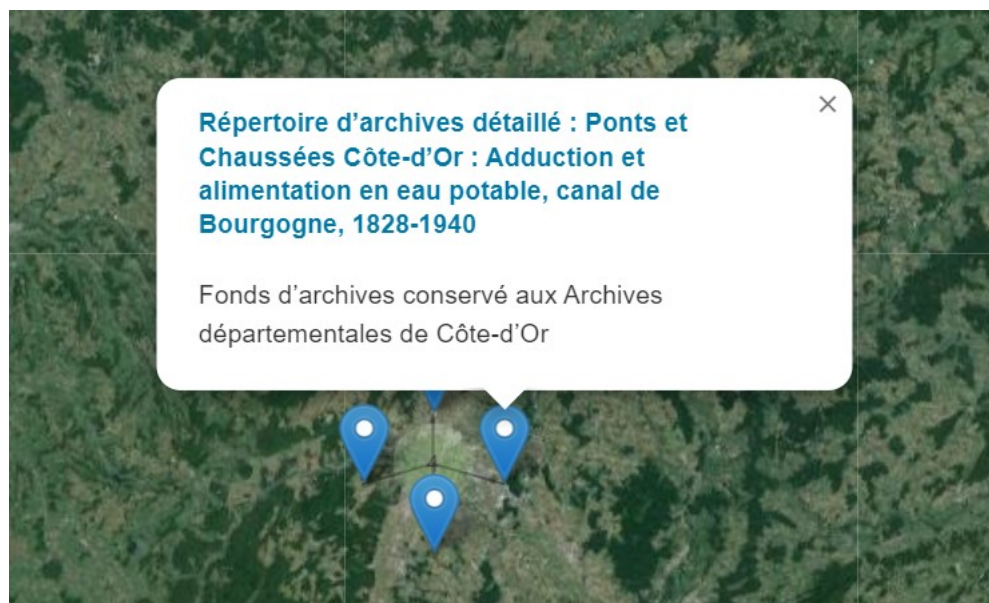 Répertoire d’archives détaillé : Ponts et
Chaussées Côte-d’Or : Adduction et
alimentation en eau potable, canal de
Bourgogne, 1828-1940
Fonds d’archives conservé aux Archives
départementales de Côte-d’Or